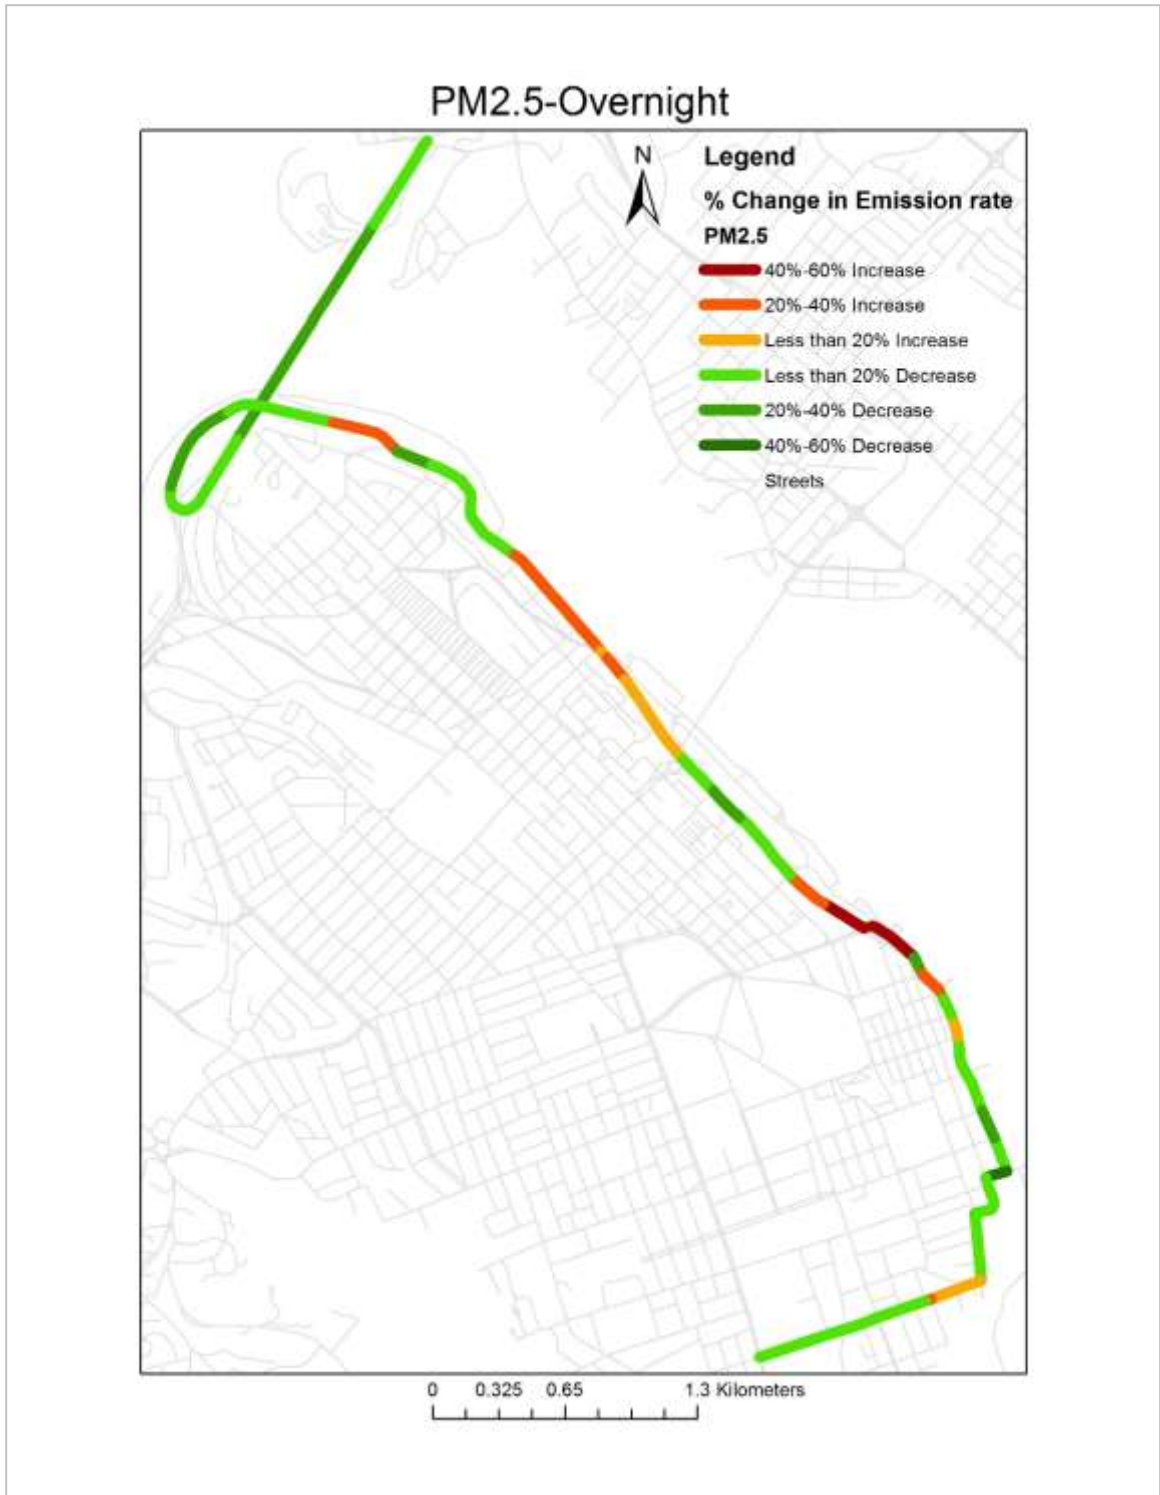 PM2.5-Overnight
N
Legend
% Change in Emission rate
PM2.5
40%-60% Increase
20%-40% Increase
Less than 20% Increase
Less than 20% Decrease
20%-40% Decrease
40%-60% Decrease
Streets
0 0.325 0.65 1.3 Kilometers